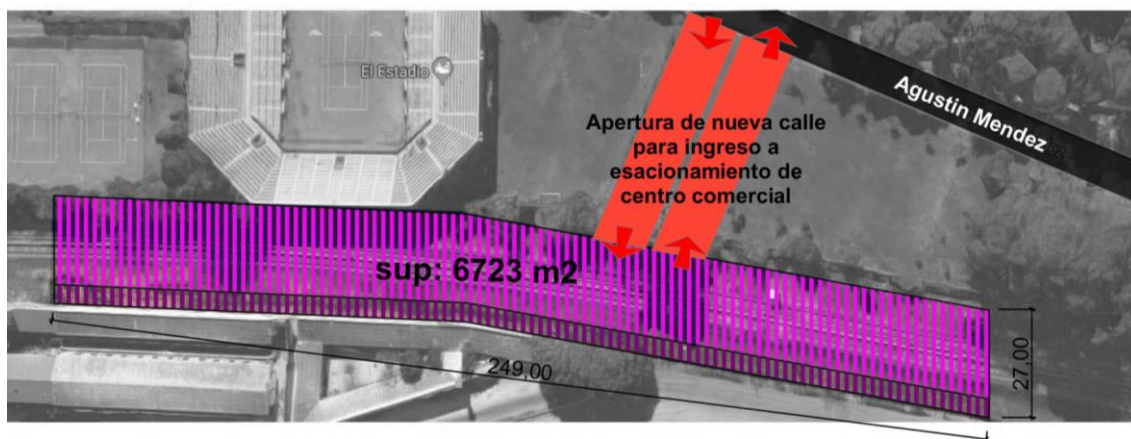 El Estadio
Agustin Mendez
Apertura de nueva calle
para ingreso a
esacionamiento de
centro comercial
sup: 6723 m2
249,00
27,00